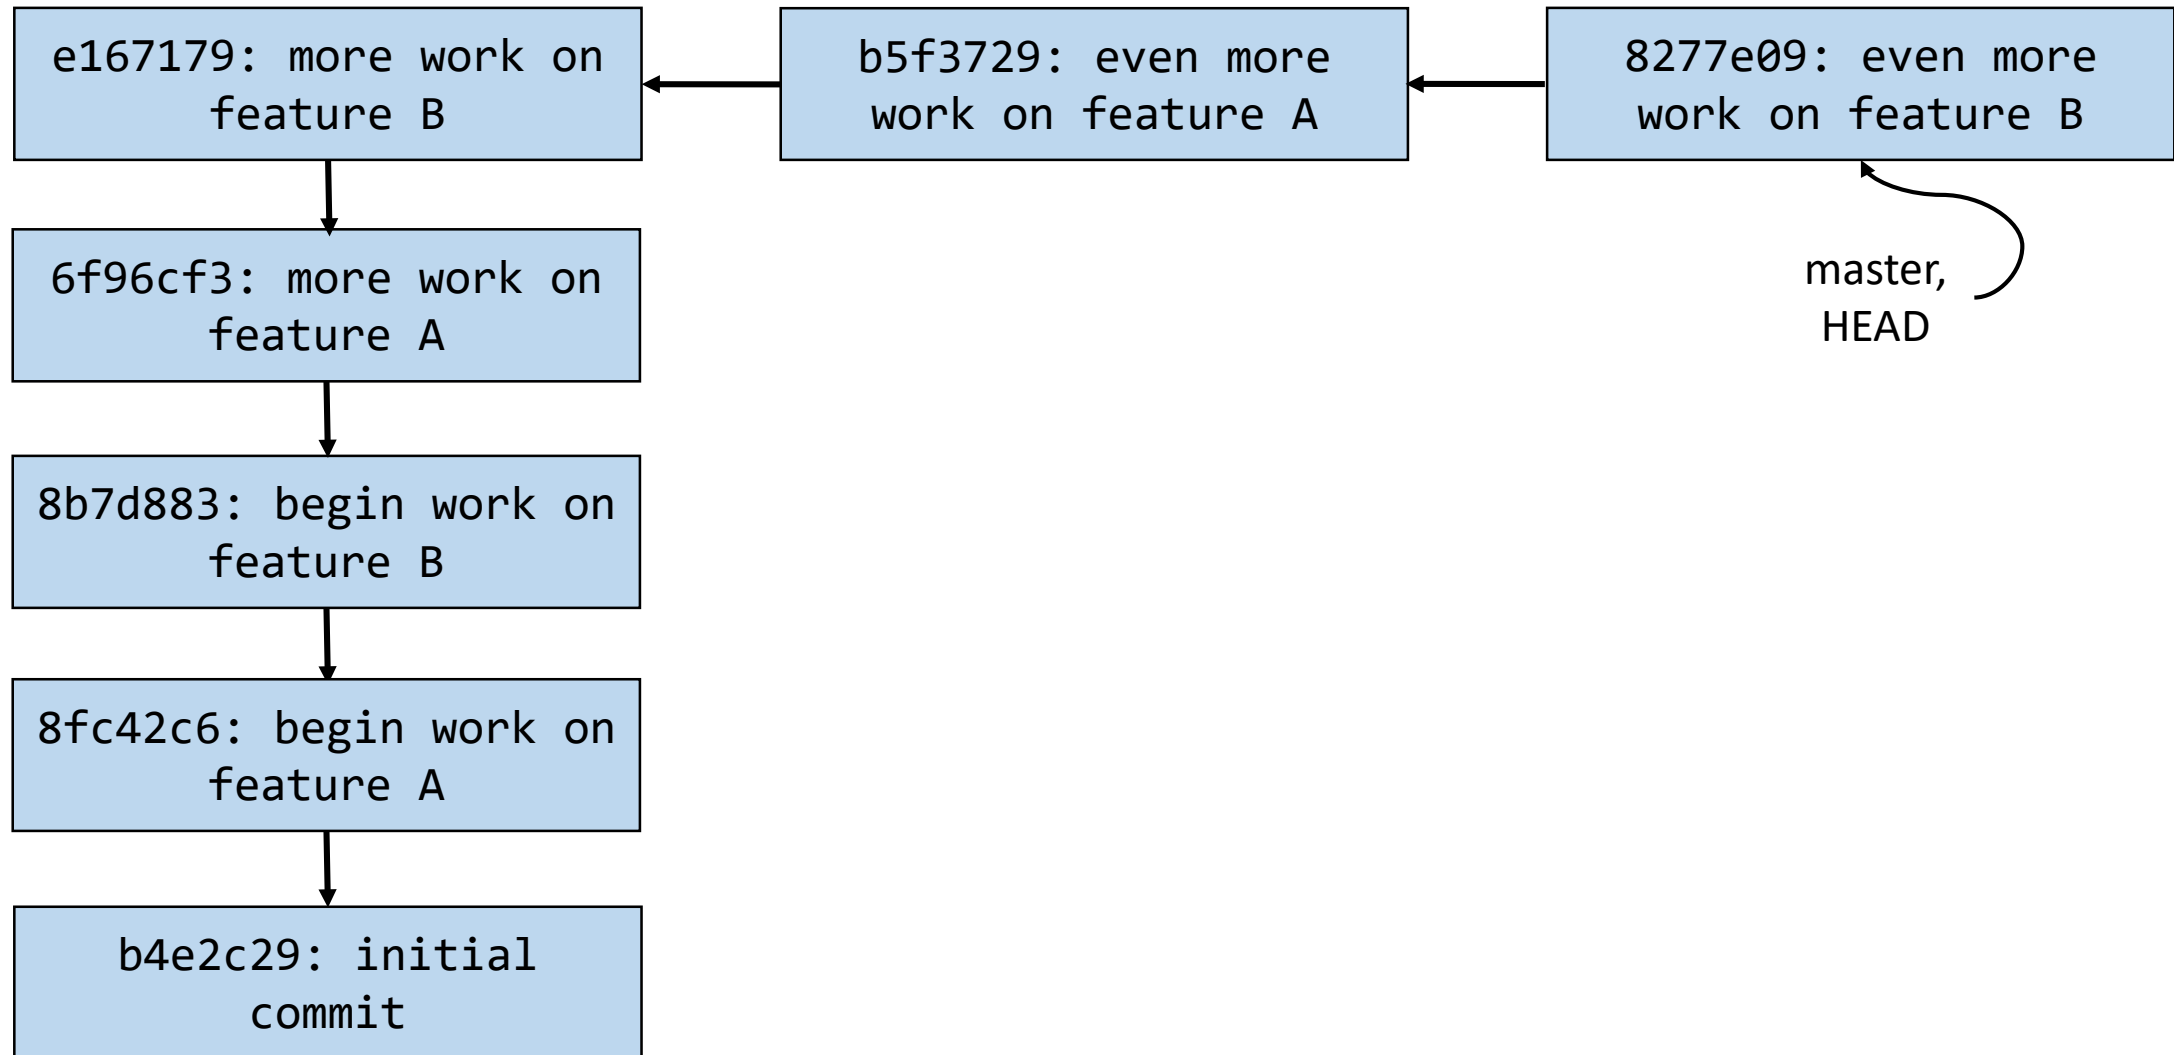 e167179: more work on
feature B
b5f3729: even more
work on feature A
8277e09: even more
work on feature B
6f96cf3: more work on
feature A
master,
HEAD
8b7d883: begin work on
feature B
8fc42c6: begin work on
feature A
b4e2c29: initial
commit